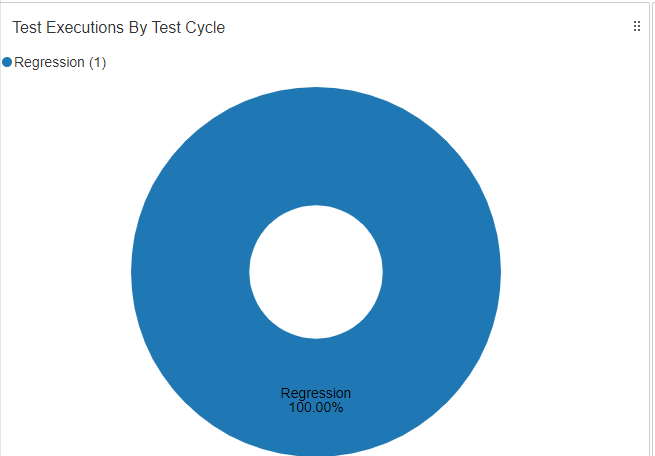 Test Executions By Test Cycle
Regression (1)
Regression
100.00%